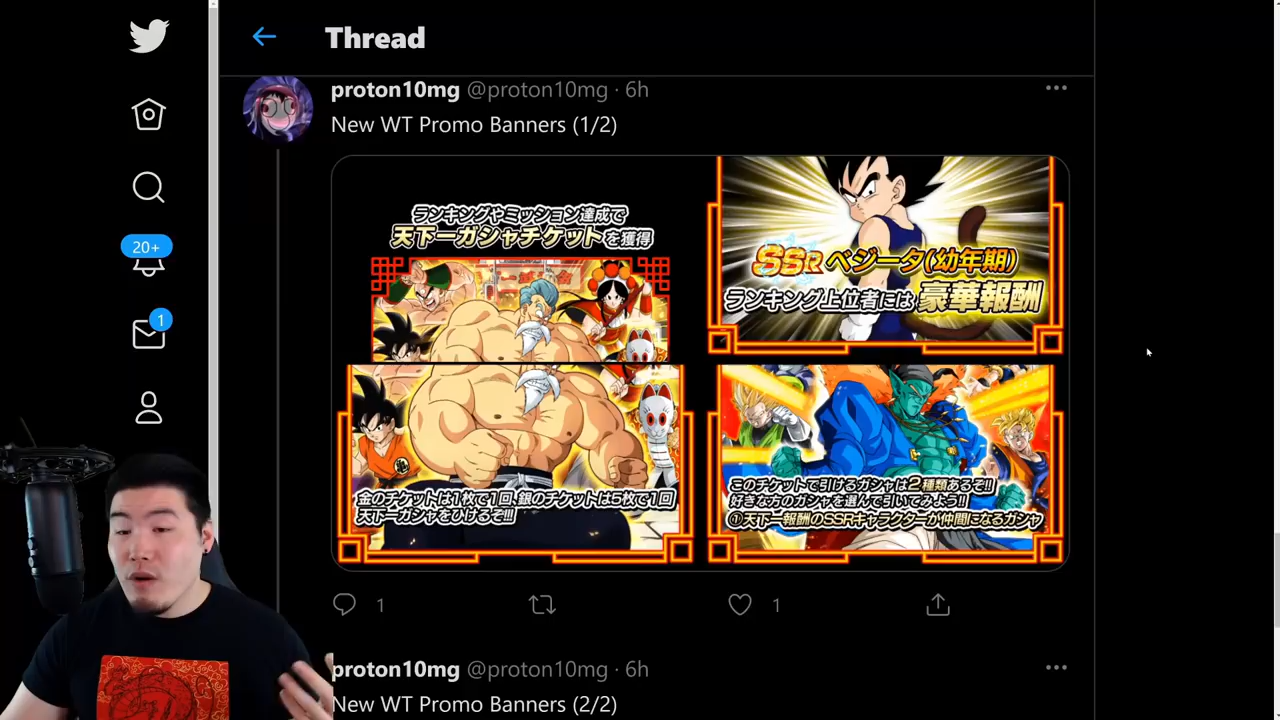 Thread
proton10mg @proton10mg · 6h
New WT Promo Banners (1/2)
ランキングやミッション達成で
天下一ガシャチケットを獲得
SSRベジータ(幼年期)
ランキング上位者には豪華報酬
金のチケットは1枚で1回、銀のチケットは5枚で1回
天下一ガシャをひけるぞ!!!
このチケットで引けるガシャは2種類あるぞ!!
好きな方のガシャを選んで引いてみよう!!
①天下一報酬のSSRキャラクターが仲間になるガシャ
20+
1
1
1
proton10mg @proton10mg · 6h
New WT Promo Banners (2/2)